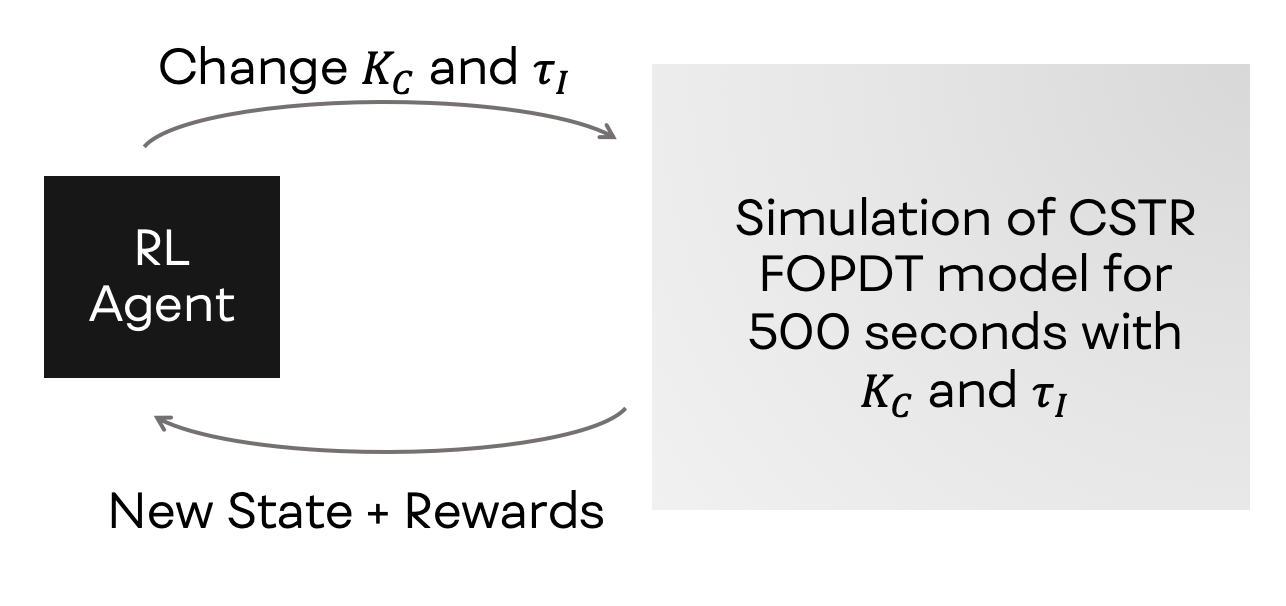 Change K_C and τ_I
RL
Agent
Simulation of CSTR
FOPDT model for
500 seconds with
K_C and τ_I
New State + Rewards